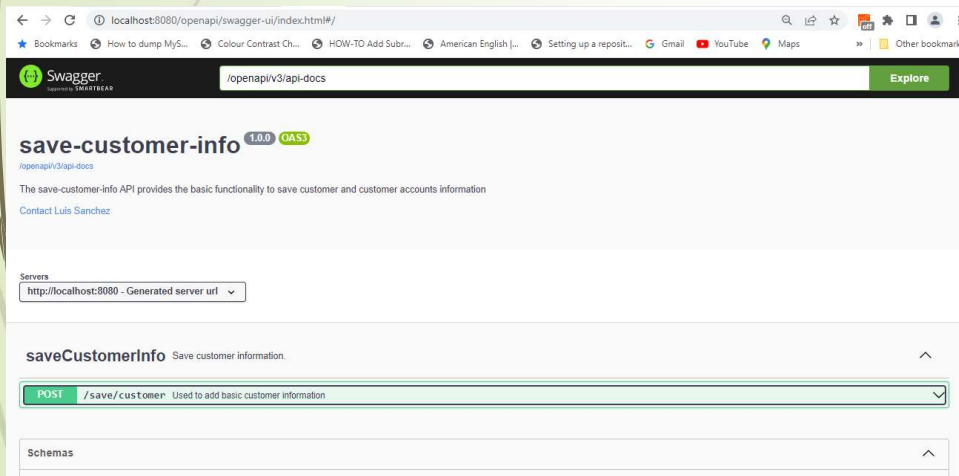 localhost:8080/openapi/swagger-ui/index.html#/
off
Bookmarks How to dump MyS... Colour Contrast Ch... HOW-TO Add Subr... American English |... Setting up a reposit... Gmail YouTube Maps » Other bookmark
{...} Swagger. /openapi/v3/api-docs Explore
Supported by SMARTBEAR
save-customer-info 1.0.0 OAS3
/openapi/v3/api-docs
The save-customer-info API provides the basic functionality to save customer and customer accounts information
Contact Luis Sanchez
Servers
http://localhost:8080 - Generated server url
saveCustomerInfo Save customer information.
POST /save/customer Used to add basic customer information
Schemas